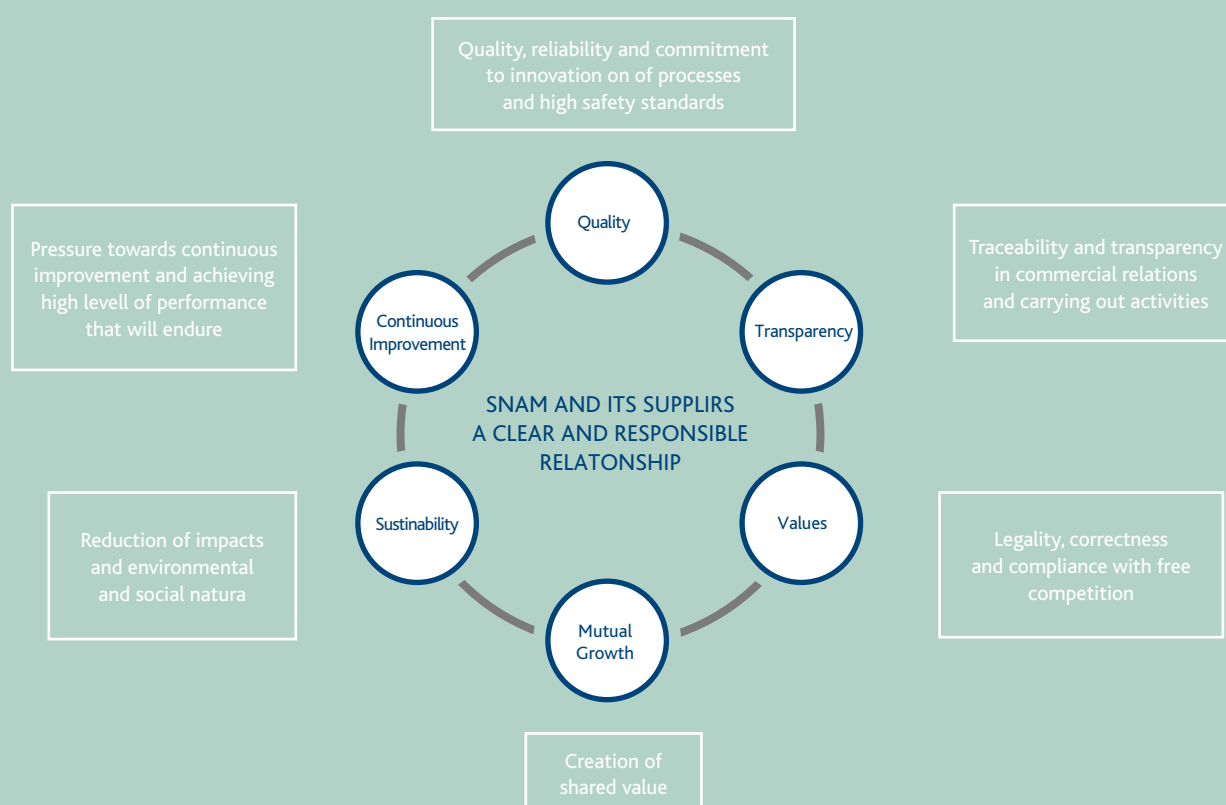 Quality, reliability and commitment
to innovation on of processes
and high safety standards
Quality
Pressure towards continuous
improvement and achieving
high levell of performance
that will endure
Traceability and transparency
in commercial relations
and carrying out activities
Continuous
Improvement
Transparency
SNAM AND ITS SUPPLIRS
A CLEAR AND RESPONSIBLE
RELATONSHIP
Sustinability
Values
Reduction of impacts
and environmental
and social natura
Legality, correctness
and compliance with free
competition
Mutual
Growth
Creation of
shared value